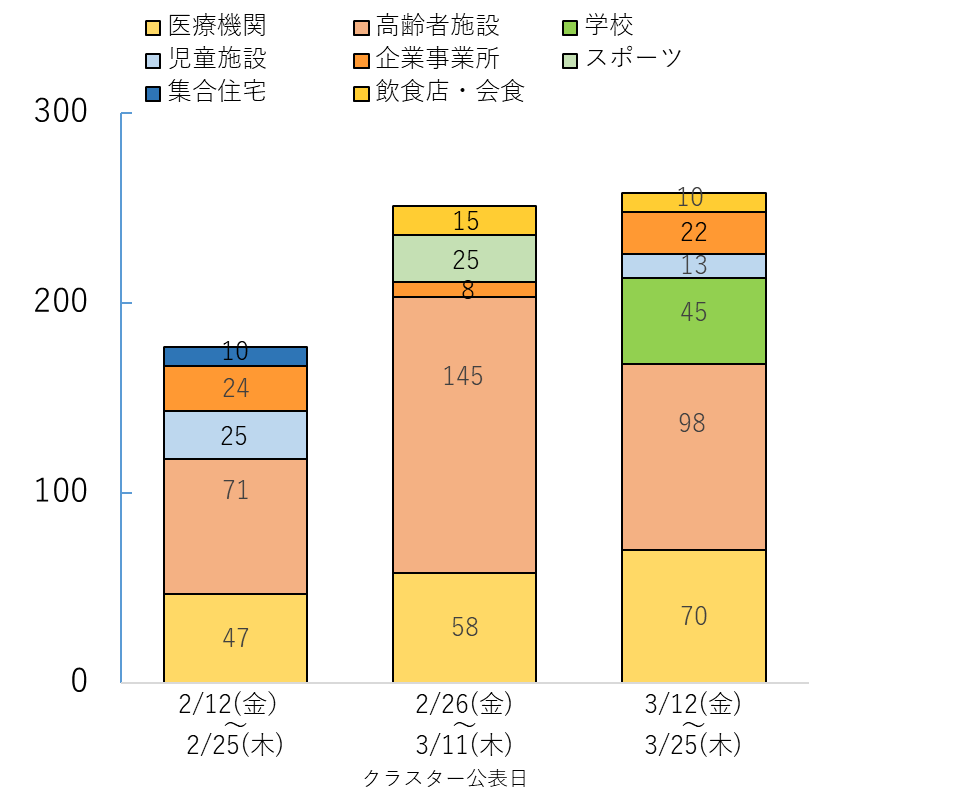 医療機関 高齢者施設 学校
児童施設 企業事業所 スポーツ
集合住宅 飲食店・会食
300
200
100
0
10
24
25
71
47
15
25
8
145
58
10
22
13
45
98
70
2/12(金) 2/26(金) 3/12(金)
～ ～ ～
2/25(木) 3/11(木) 3/25(木)
クラスター公表日